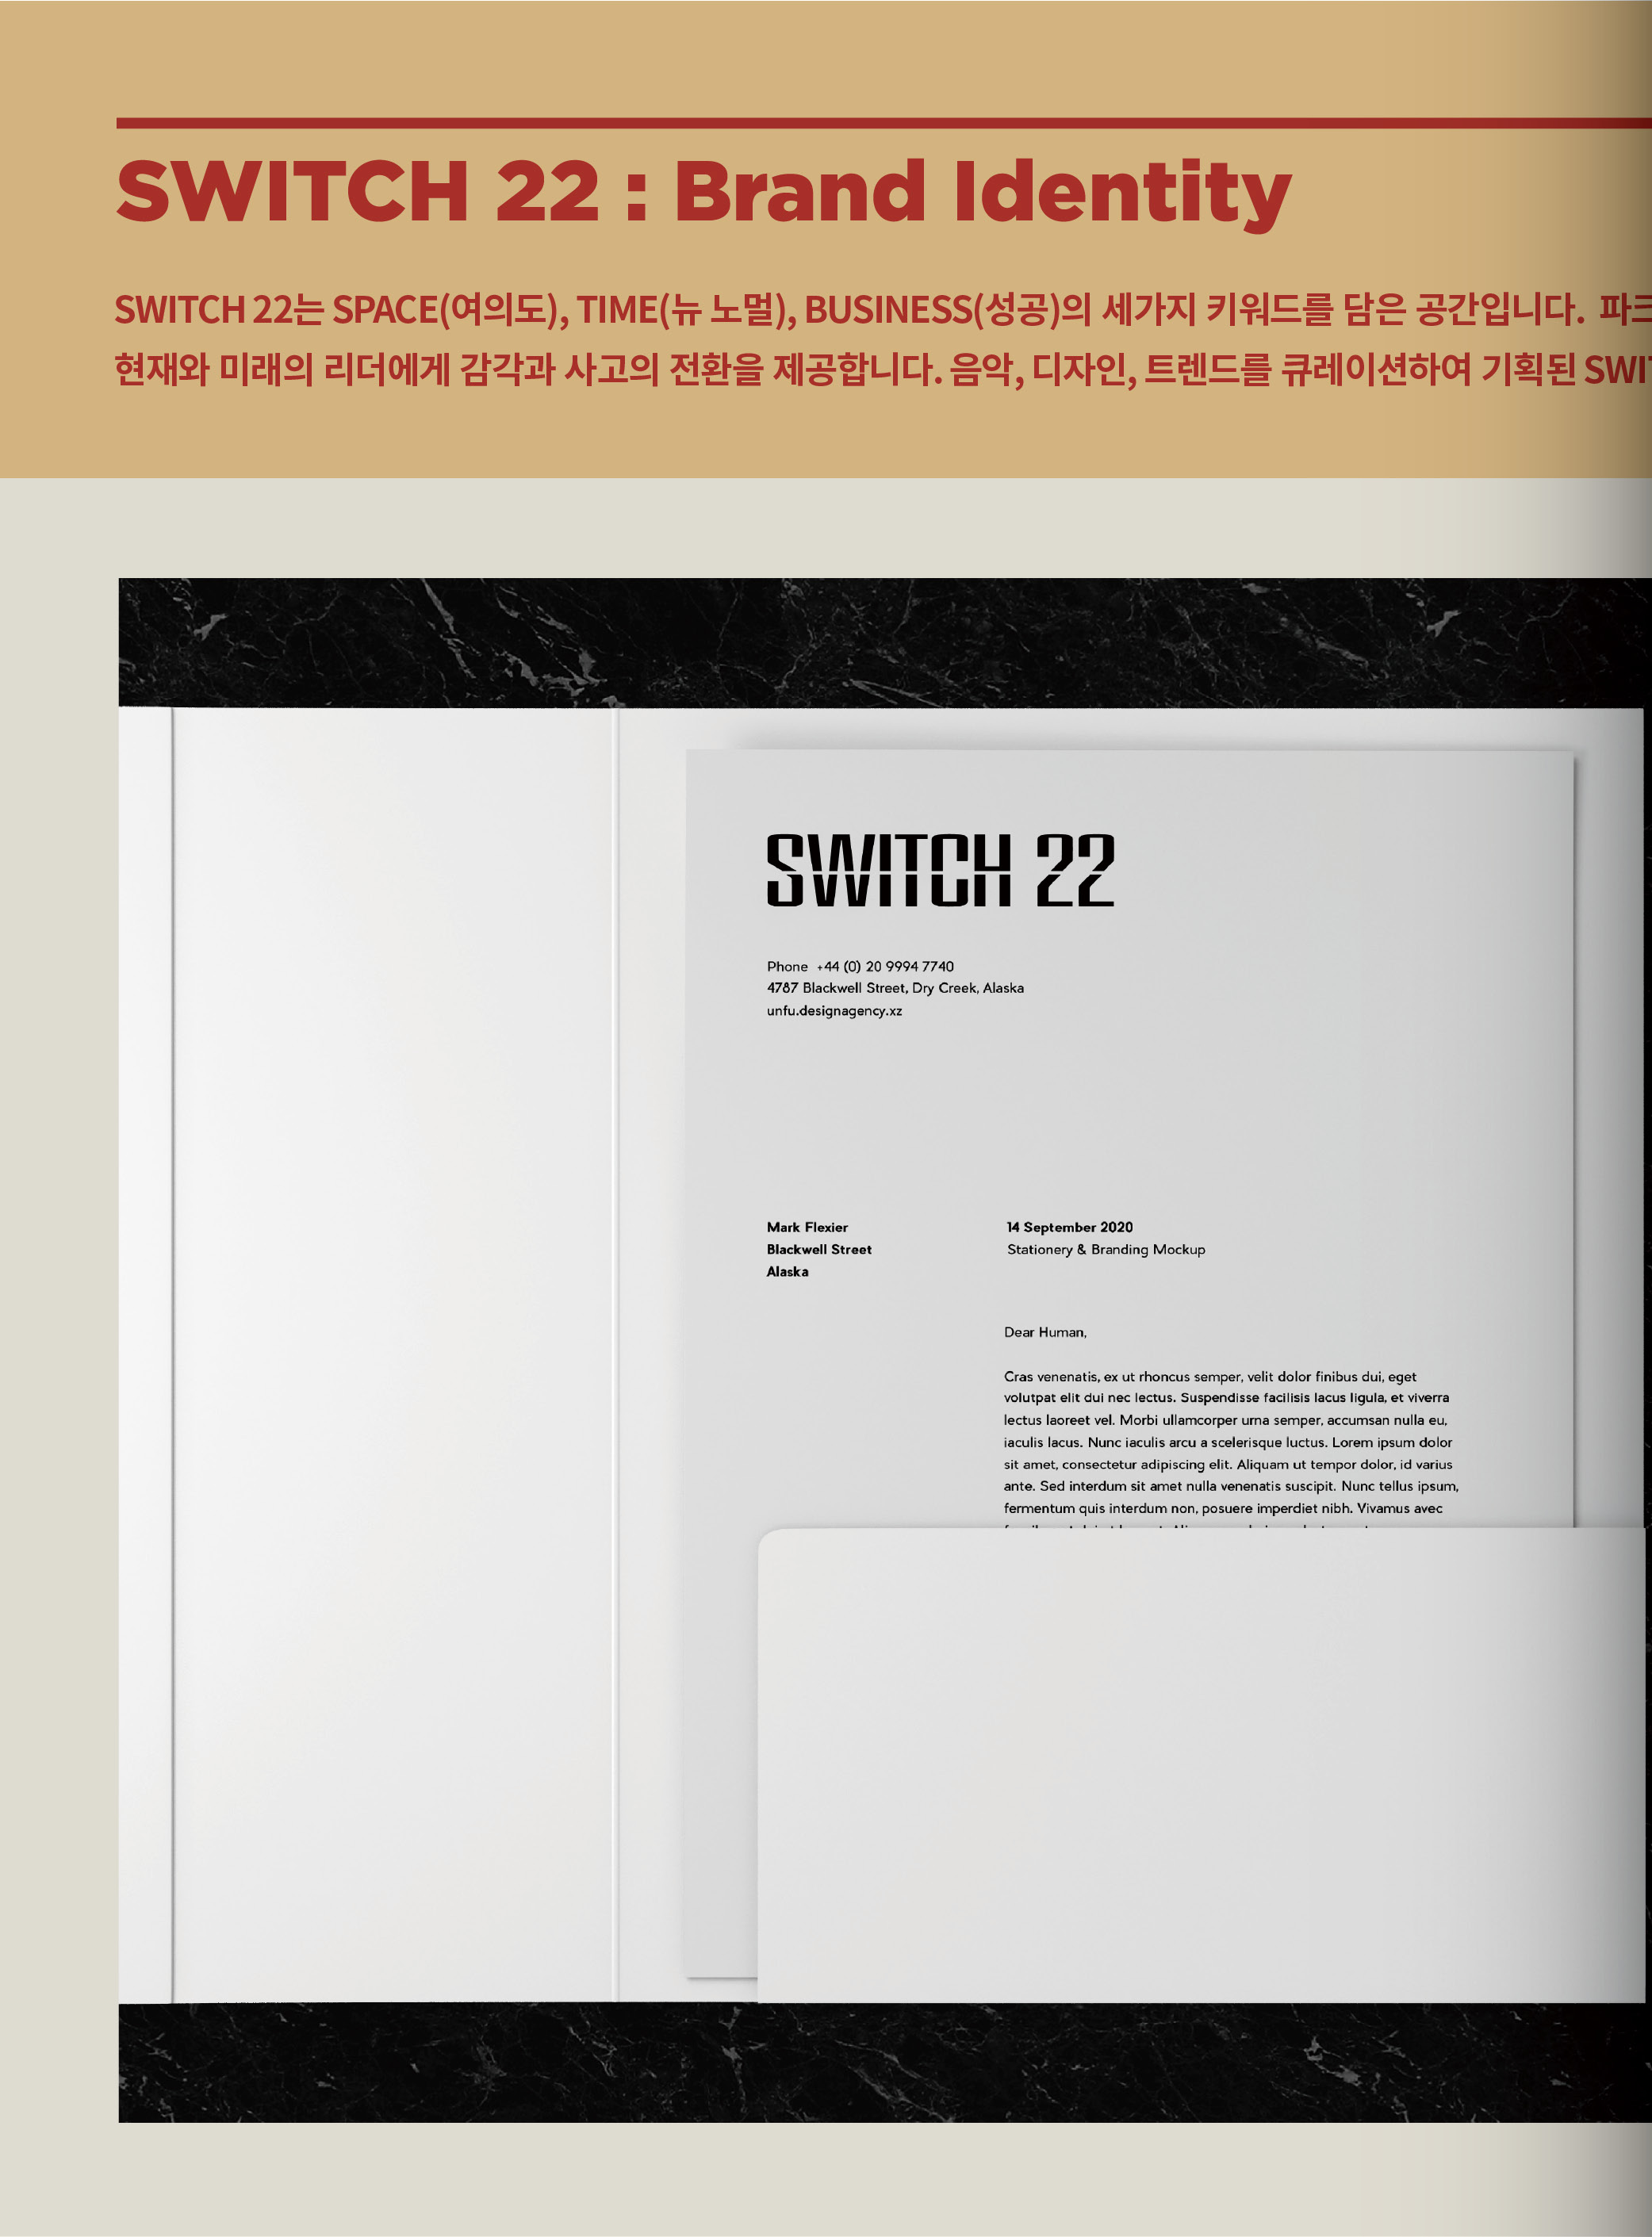 SWITCH 22 : Brand Identity
SWITCH 22는 SPACE(여의도), TIME(뉴 노멀), BUSINESS(성공)의 세가지 키워드를 담은 공간입니다.
현재와 미래의 리더에게 감각과 사고의 전환을 제공합니다. 음악, 디자인, 트렌드를 큐레이션하여 기획된
SWITCH 22
Phone +44 (0) 20 9994 7740
4787 Blackwell Street, Dry Creek, Alaska
unfu.designagency.xz
Mark Flexier
Blackwell Street
Alaska
14 September 2020
Stationery & Branding Mockup
Dear Human,
Cras venenatis, ex ut rhoncus semper, velit dolor finibus dui, eget
volutpat elit dui nec lectus. Suspendisse facilisis lacus ligula, et viverra
lectus laoreet vel. Morbi ullamcorper urna semper, accumsan nulla eu,
iaculis lacus. Nunc iaculis arcu a scelerisque luctus. Lorem ipsum dolor
sit amet, consectetur adipiscing elit. Aliquam ut tempor dolor, id varius
ante. Sed interdum sit amet nulla venenatis suscipit. Nunc tellus ipsum,
fermentum quis interdum non, posuere imperdiet nibh. Vivamus avec